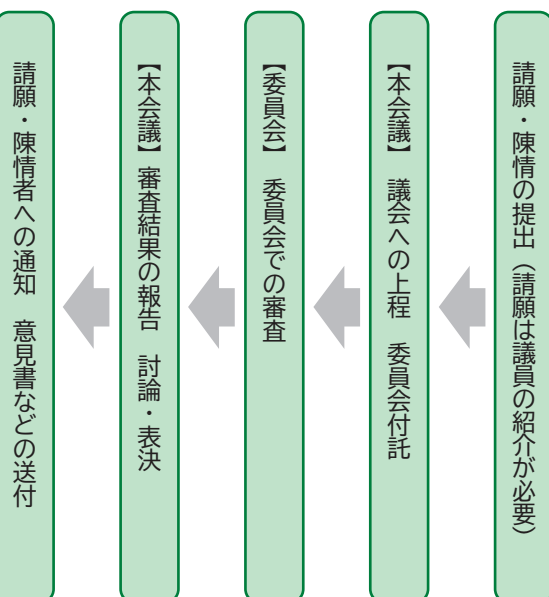 請願・陳情の提出（請願は議員の紹介が必要）
【本会議】　議会への上程　委員会付託
【委員会】　委員会での審査
【本会議】審査結果の報告　討論・表決
請願・陳情者への通知　意見書などの送付